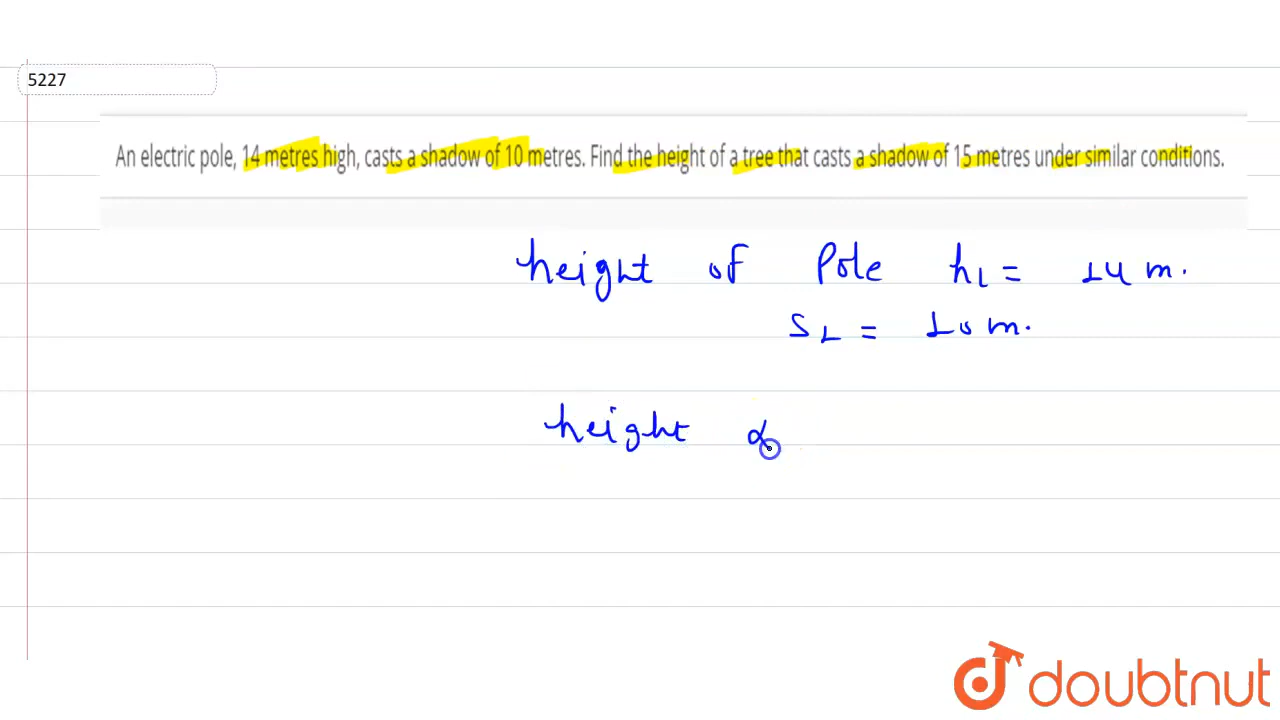 5227
An electric pole, 14 metres high, casts a shadow of 10 metres. Find the height of a tree that casts a shadow of 15 metres under similar conditions.
height of Pole h1 = 14 m.
S1 = 10 m.
height ∝
doubtnut